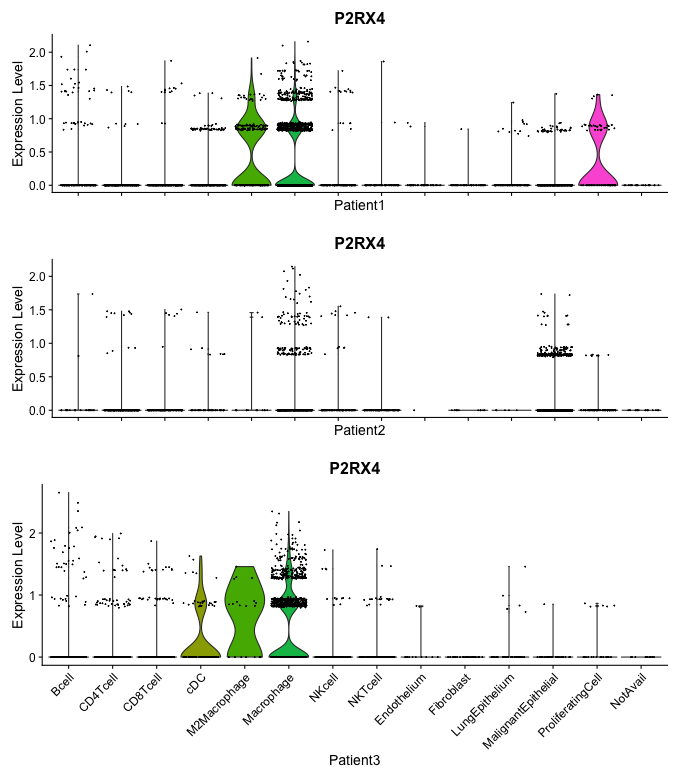 P2RX4
Expression Level
2.0
1.5
1.0
0.5
0.0
Patient1
P2RX4
Expression Level
2.0
1.5
1.0
0.5
0.0
Patient2
P2RX4
Expression Level
2
1
0
Bcell
CD4Tcell
CD8Tcell
cDC
M2Macrophage
Macrophage
NKcell
NKTcell
Endothelium
Fibroblast
LungEpithelium
MalignantEpithelial
ProliferatingCell
NotAvail
Patient3